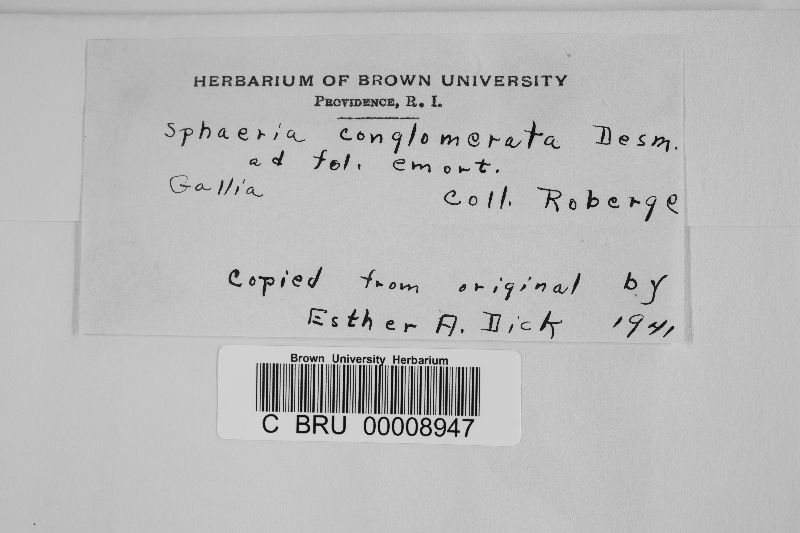 HERBARIUM OF BROWN UNIVERSITY
PROVIDENCE, R. I.
Sphaeria conglomerata Desm.
ad fol. emort.
Gallia coll. Roberge
Copied from original by
Esther A. Dick 1941
Brown University Herbarium
C BRU 00008947